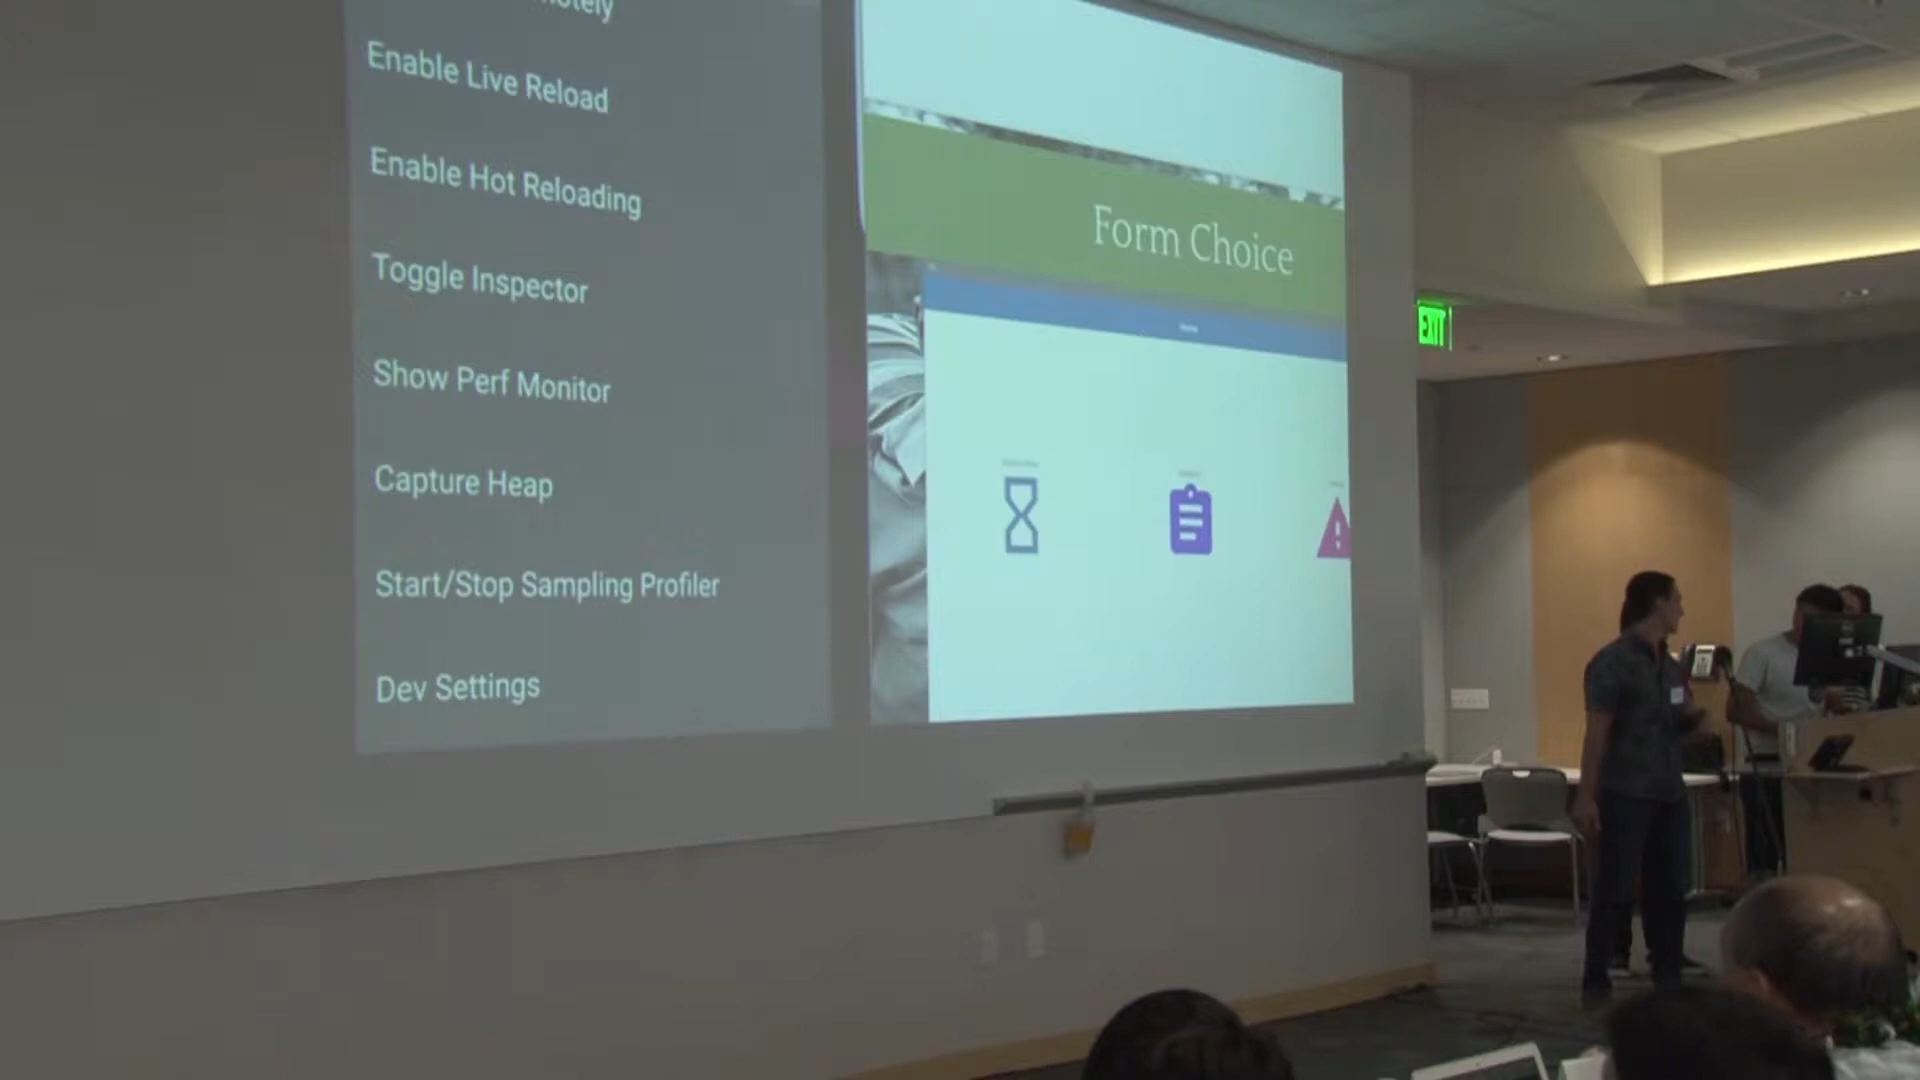 Enable Live Reload
Enable Hot Reloading
Toggle Inspector
Show Perf Monitor
Capture Heap
Start/Stop Sampling Profiler
Dev Settings
Form Choice
EXIT